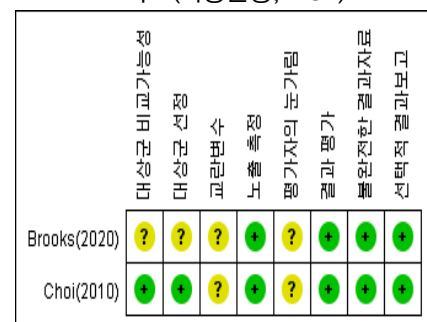 대상군 비교가능성
대상군 선정
교란변수
노출 측정
평가자의 눈가림
결과 평가
불완전한 결과자료
선택적 결과보고
Brooks(2020) ? ? ? + ? + + +
Choi(2010) + + ? + ? + + +